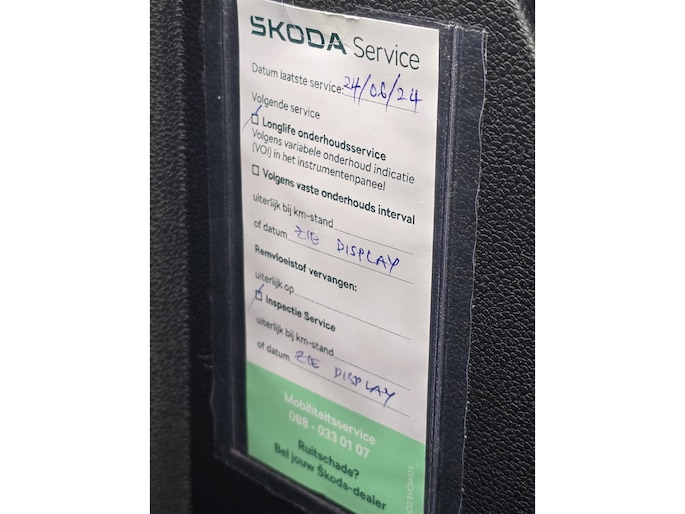 ŠKODA Service
Datum laatste service: 24/06/24
Volgende service
Longlife onderhoudsservice
Volgens variabele onderhoud indicatie
(VOI) in het instrumentenpaneel
Volgens vaste onderhouds interval
uiterlijk bij km-stand
of datum ZIE DISPLAY
Remvloeistof vervangen:
uiterlijk op
Inspectie Service
uiterlijk bij km-stand
of datum ZIE DISPLAY
Mobiliteitsservice
088 - 033 01 07
Ruitschade?
Bel jouw Škoda-dealer